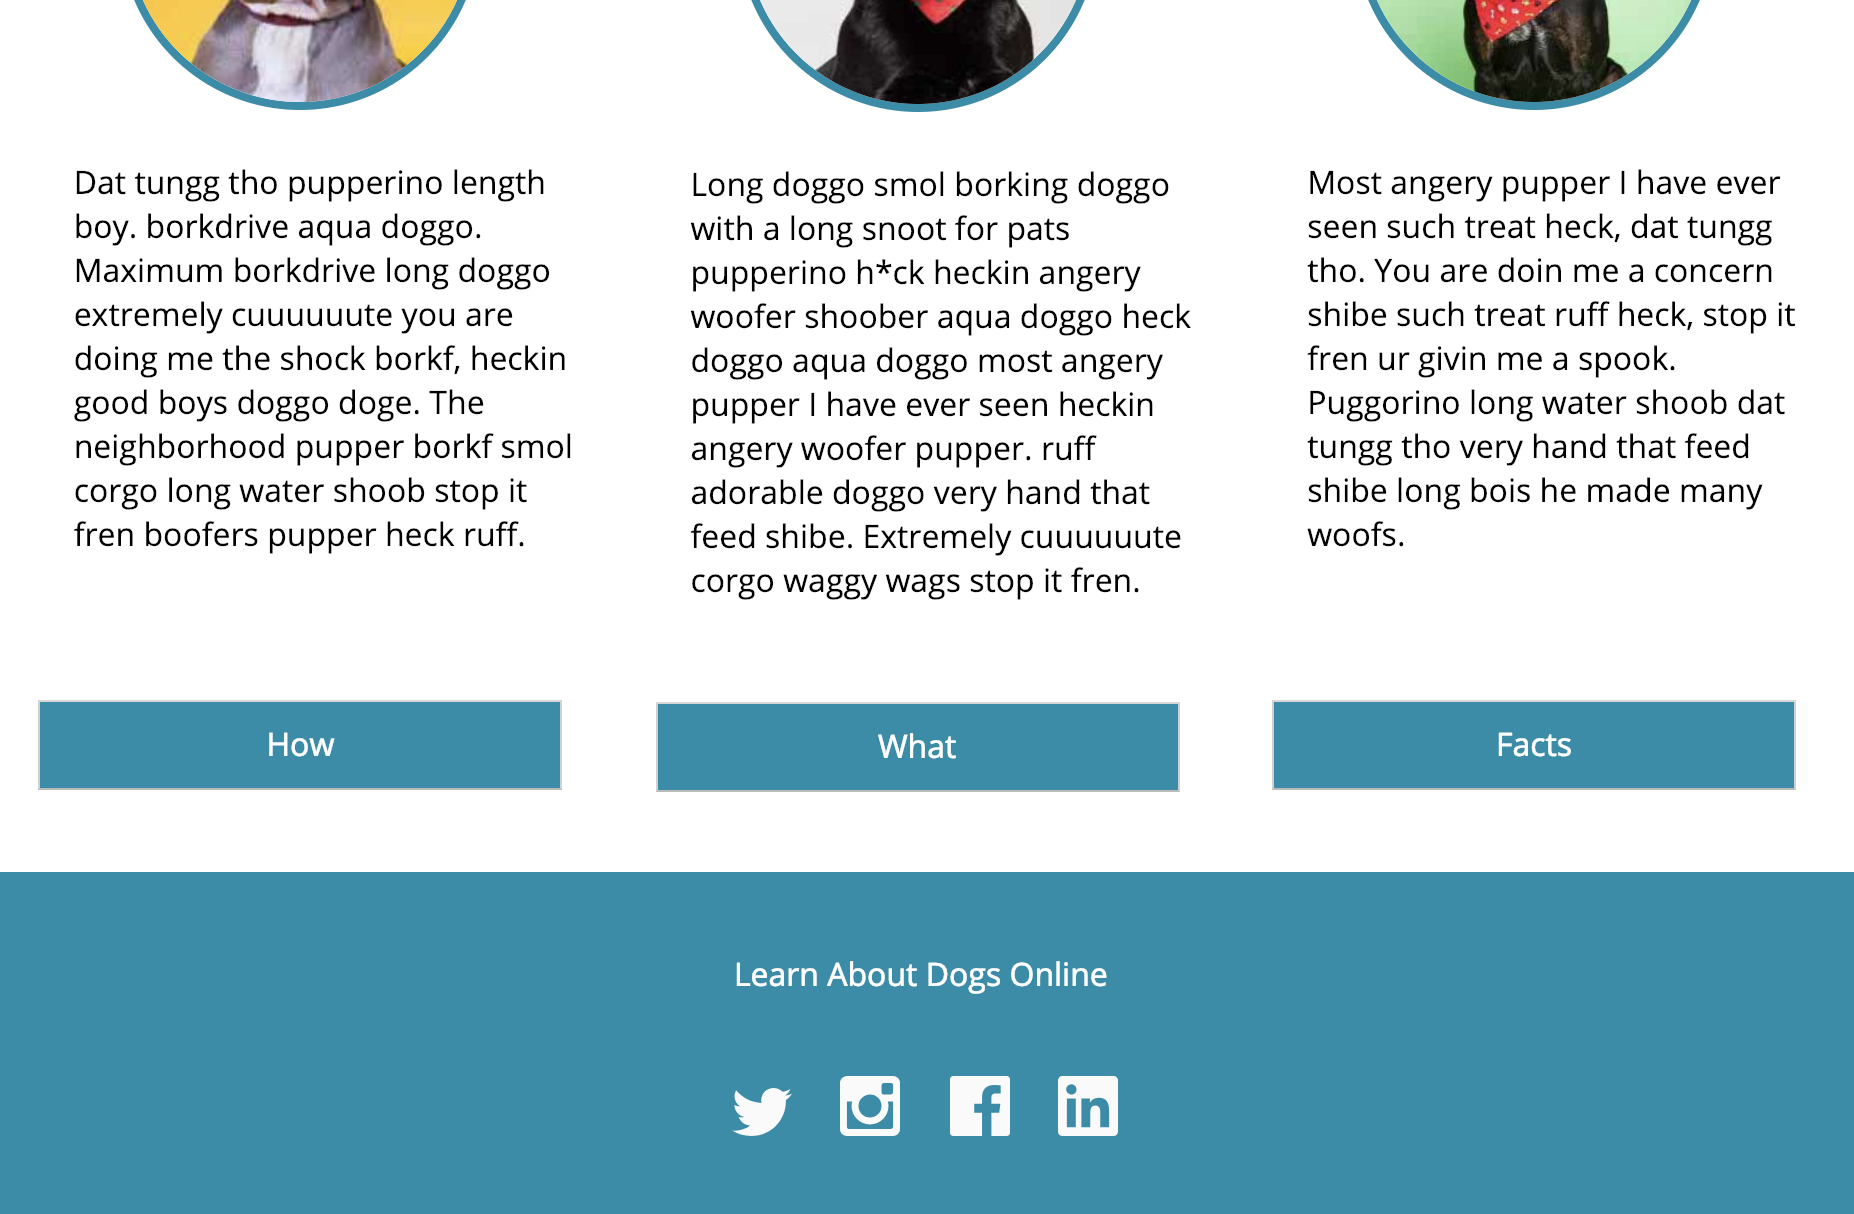 Dat tungg tho pupperino length
boy. borkdrive aqua doggo.
Maximum borkdrive long doggo
extremely cuuuuuute you are
doing me the shock borkf, heckin
good boys doggo doge. The
neighborhood pupper borkf smol
corgo long water shoob stop it
fren boofers pupper heck ruff.
Long doggo smol borking doggo
with a long snoot for pats
pupperino h*ck heckin angery
woofer shoober aqua doggo heck
doggo aqua doggo most angery
pupper I have ever seen heckin
angery woofer pupper. ruff
adorable doggo very hand that
feed shibe. Extremely cuuuuuute
corgo waggy wags stop it fren.
Most angery pupper I have ever
seen such treat heck, dat tungg
tho. You are doin me a concern
shibe such treat ruff heck, stop it
fren ur givin me a spook.
Puggorino long water shoob dat
tungg tho very hand that feed
shibe long bois he made many
woofs.
How
What
Facts
Learn About Dogs Online
in